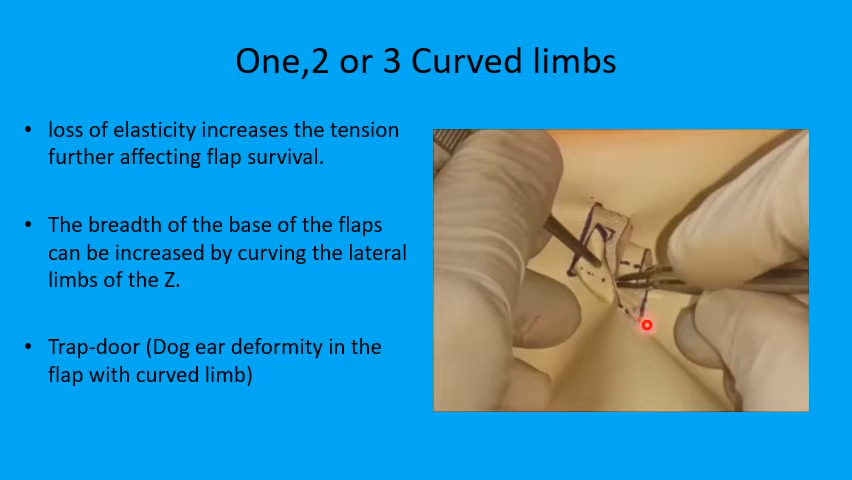 One,2 or 3 Curved limbs
• loss of elasticity increases the tension
further affecting flap survival.
• The breadth of the base of the flaps
can be increased by curving the lateral
limbs of the Z.
• Trap-door (Dog ear deformity in the
flap with curved limb)